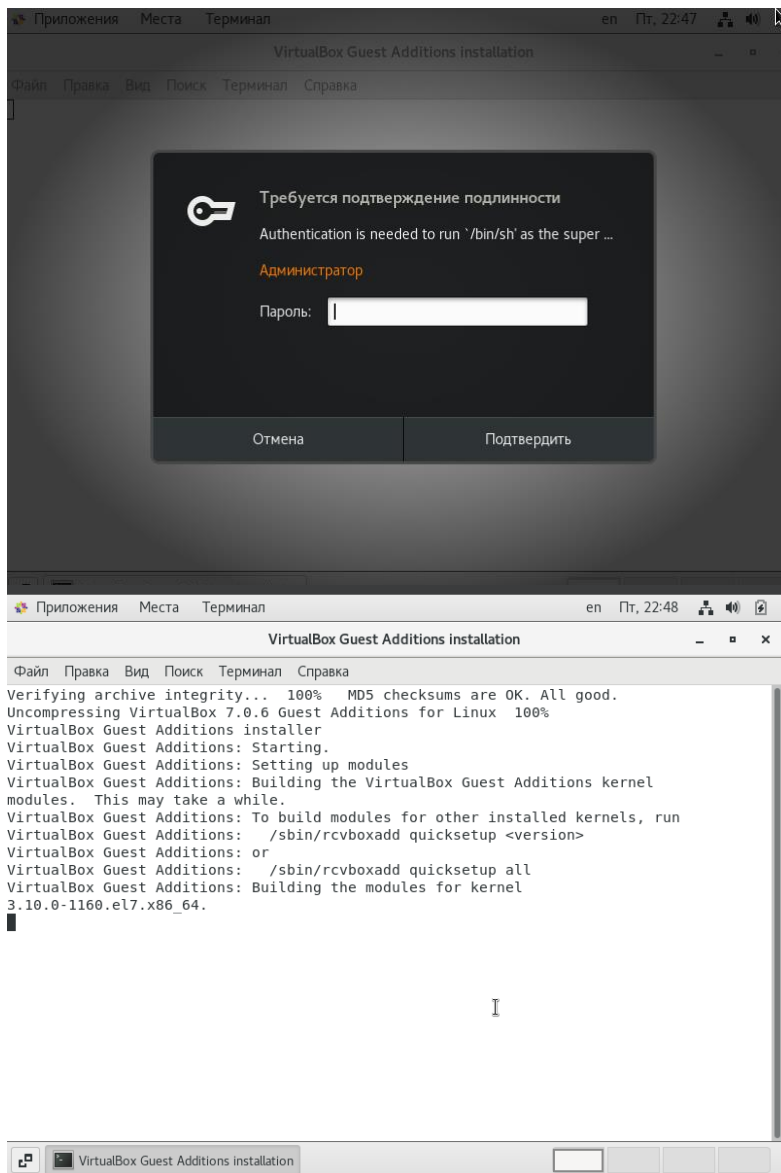 Приложения Места Терминал en Пт, 22:47
VirtualBox Guest Additions installation
Файл Правка Вид Поиск Терминал Справка
Требуется подтверждение подлинности
Authentication is needed to run `/bin/sh' as the super ...
Администратор
Пароль:
Отмена Подтвердить
Приложения Места Терминал en Пт, 22:48
VirtualBox Guest Additions installation
Файл Правка Вид Поиск Терминал Справка
Verifying archive integrity... 100% MD5 checksums are OK. All good.
Uncompressing VirtualBox 7.0.6 Guest Additions for Linux 100%
VirtualBox Guest Additions installer
VirtualBox Guest Additions: Starting.
VirtualBox Guest Additions: Setting up modules
VirtualBox Guest Additions: Building the VirtualBox Guest Additions kernel
modules. This may take a while.
VirtualBox Guest Additions: To build modules for other installed kernels, run
VirtualBox Guest Additions: /sbin/rcvboxadd quicksetup <version>
VirtualBox Guest Additions: or
VirtualBox Guest Additions: /sbin/rcvboxadd quicksetup all
VirtualBox Guest Additions: Building the modules for kernel
3.10.0-1160.el7.x86_64.
VirtualBox Guest Additions installation